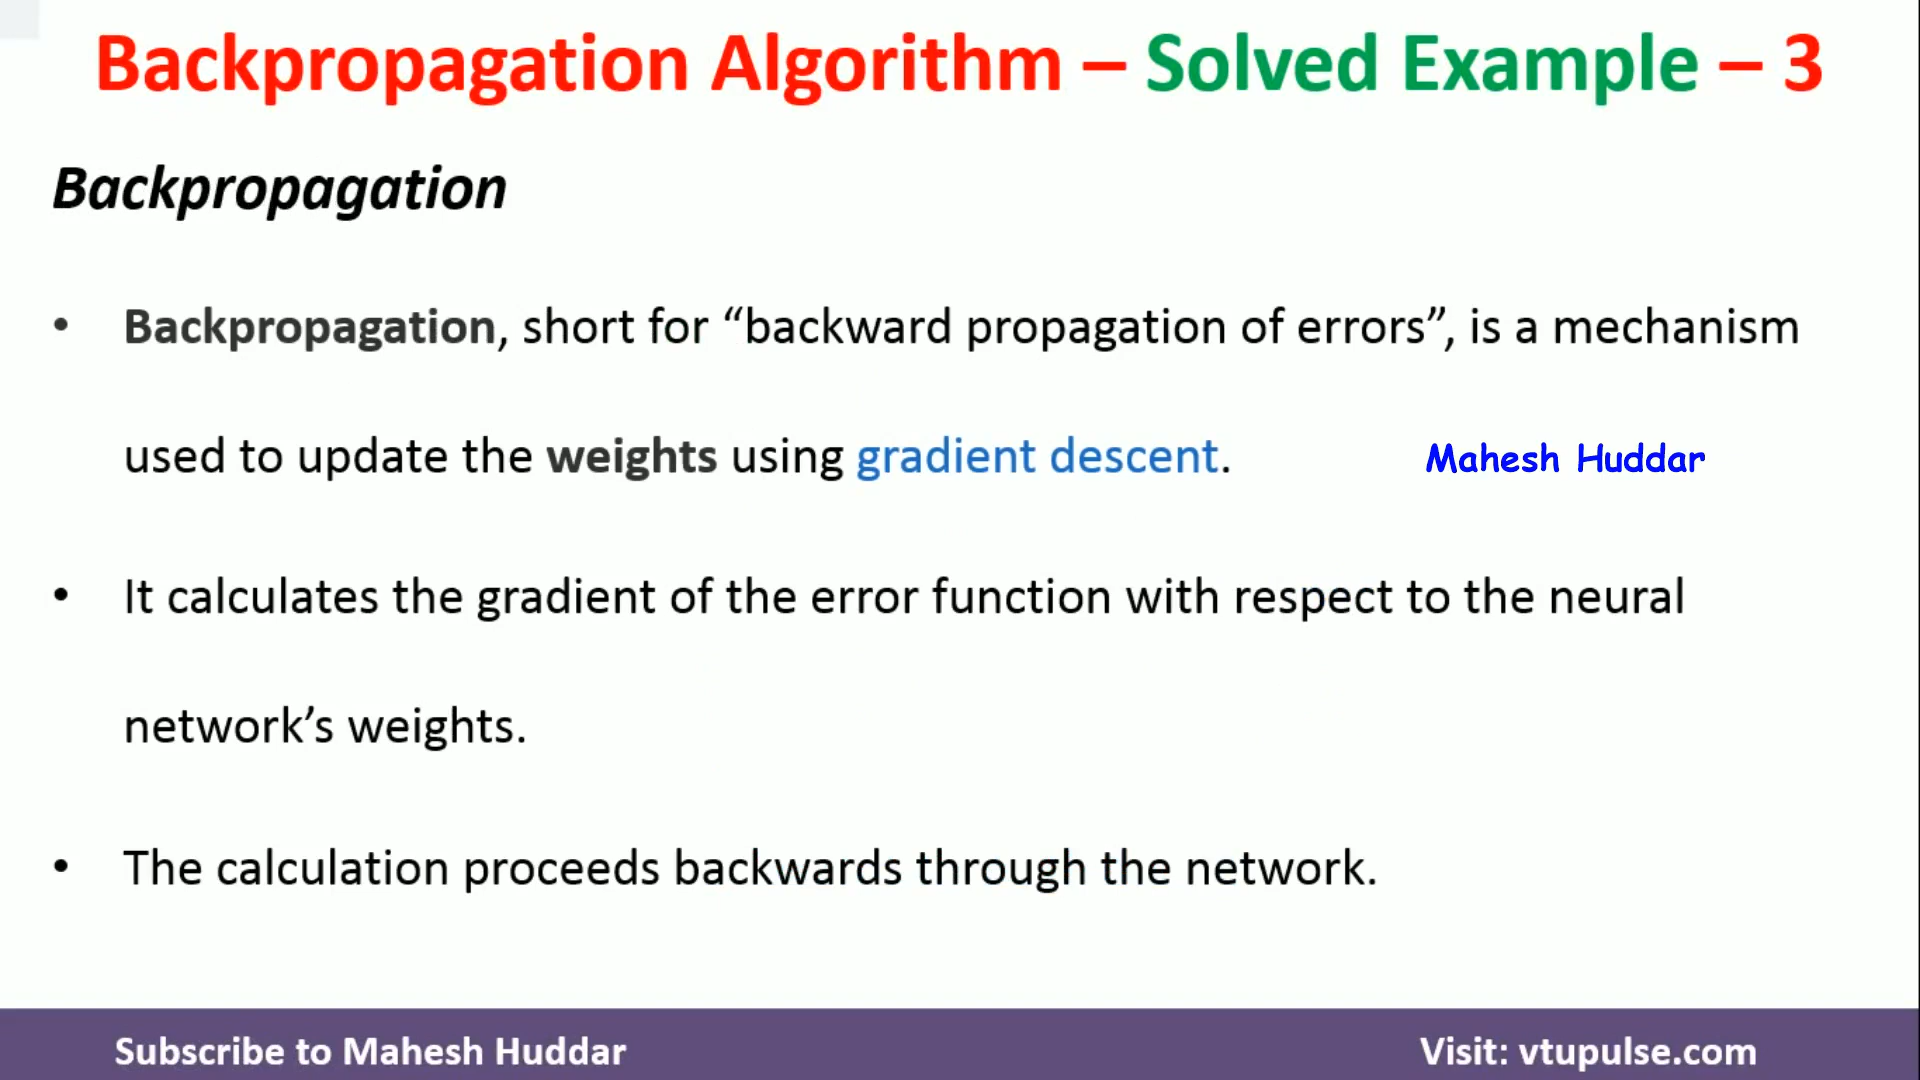 Backpropagation Algorithm – Solved Example – 3
Backpropagation
• Backpropagation, short for “backward propagation of errors”, is a mechanism
used to update the weights using gradient descent.
Mahesh Huddar
• It calculates the gradient of the error function with respect to the neural
network’s weights.
• The calculation proceeds backwards through the network.
Subscribe to Mahesh Huddar
Visit: vtupulse.com